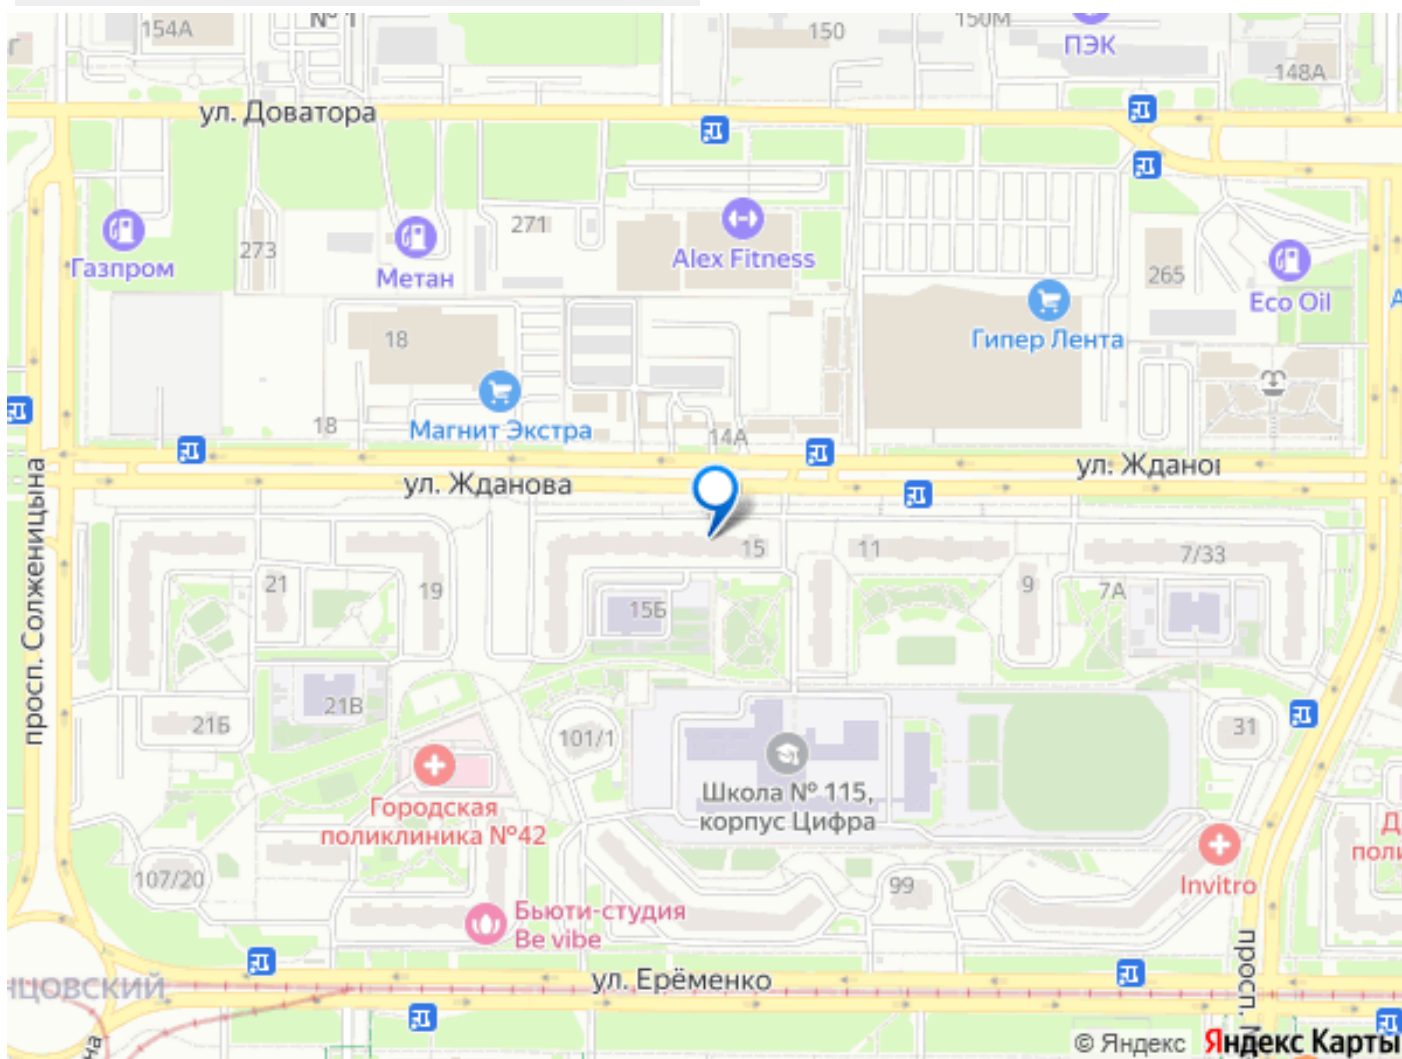 154А
№ 1
150
150М
ПЭК
148А
ул. Доватора
271
273
Газпром
Метан
Alex Fitness
265
Eco Oil
18
Гипер Лента
Магнит Экстра
18
14А
ул. Жданова
ул. Ждано
просп. Солженицына
15
11
7/33
21
19
15Б
9
7А
21В
21Б
101/1
31
Школа № 115,
корпус Цифра
Городская
поликлиника №42
107/20
99
Invitro
Бьюти-студия
Be vibe
ул. Ерёменко
просп.
© Яндекс
Яндекс Карты